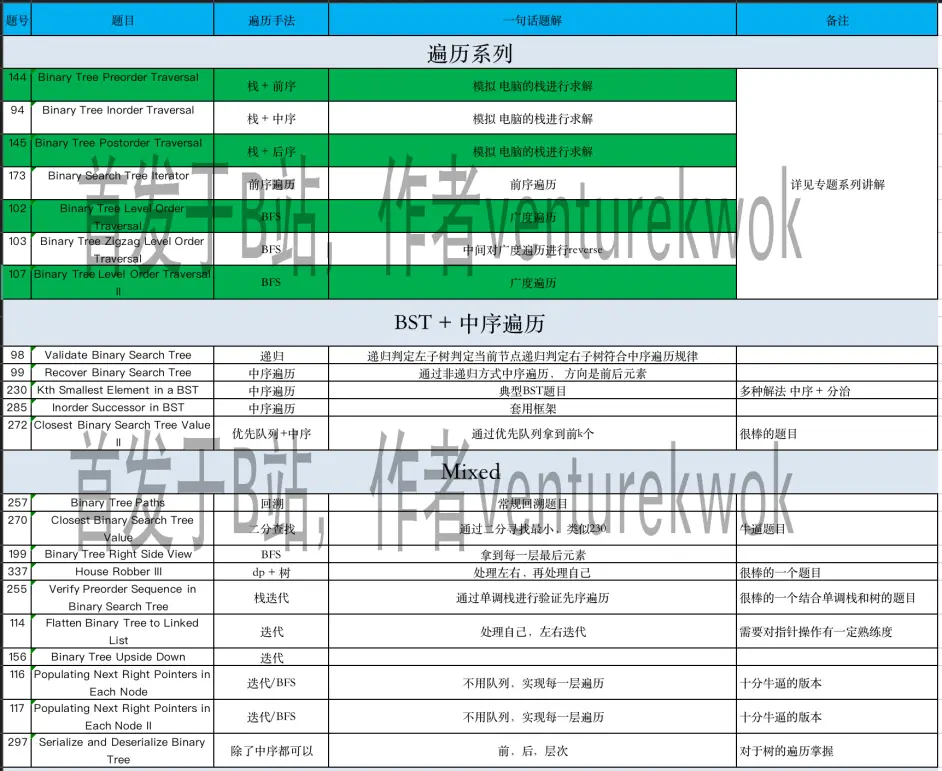 题号 题目 遍历手法 一句话题解 备注
遍历系列
144 Binary Tree Preorder Traversal 栈 + 前序 模拟 电脑的栈进行求解
94 Binary Tree Inorder Traversal 栈 + 中序 模拟 电脑的栈进行求解
145 Binary Tree Postorder Traversal 栈 + 后序 模拟 电脑的栈进行求解
173 Binary Search Tree Iterator 前序遍历 前序遍历 详见专题系列讲解
首发于B站，作者venturekwok
102 Binary Tree Level Order
Traversal BFS 广度遍历
103 Binary Tree Zigzag Level Order
Traversal BFS 中间对广度遍历进行reverse
107 Binary Tree Level Order Traversal
II BFS 广度遍历
BST + 中序遍历
98 Validate Binary Search Tree 递归 递归判定左子树判定当前节点递归判定右子树符合中序遍历规律
99 Recover Binary Search Tree 中序遍历 通过非递归方式中序遍历， 方向是前后元素
230 Kth Smallest Element in a BST 中序遍历 典型BST题目 多种解法 中序 + 分治
285 Inorder Successor in BST 中序遍历 套用框架
272 Closest Binary Search Tree Value
II 优先队列+中序 通过优先队列拿到前k个 很棒的题目
Mixed
首发于B站，作者venturekwok
257 Binary Tree Paths 回溯 常规回溯题目
270 Closest Binary Search Tree
Value 二分查找 通过二分寻找最小，类似230 牛逼题目
199 Binary Tree Right Side View BFS 拿到每一层最后元素
337 House Robber III dp + 树 处理左右，再处理自己 很棒的一个题目
255 Verify Preorder Sequence in
Binary Search Tree 栈迭代 通过单调栈进行验证先序遍历 很棒的一个结合单调栈和树的题目
114 Flatten Binary Tree to Linked
List 迭代 处理自己，左右迭代 需要对指针操作有一定熟练度
156 Binary Tree Upside Down 迭代
116 Populating Next Right Pointers in
Each Node 迭代/BFS 不用队列，实现每一层遍历 十分牛逼的版本
117 Populating Next Right Pointers in
Each Node II 迭代/BFS 不用队列，实现每一层遍历 十分牛逼的版本
297 Serialize and Deserialize Binary
Tree 除了中序都可以 前，后，层次 对于树的遍历掌握